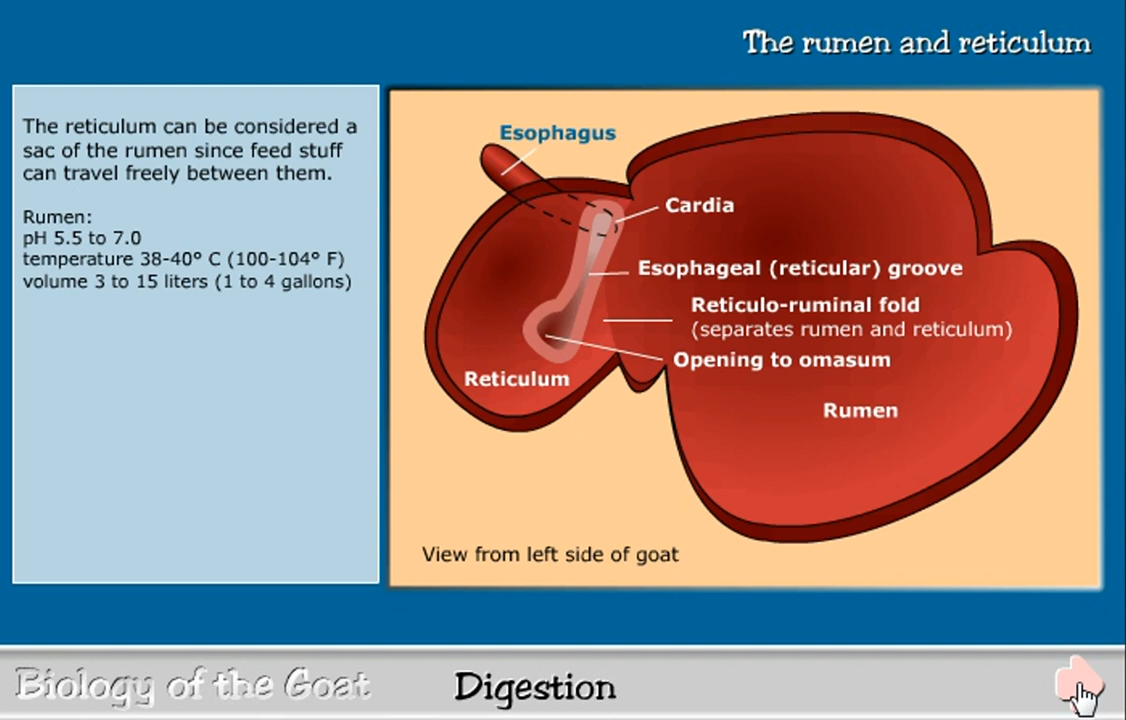 The rumen and reticulum
The reticulum can be considered a
sac of the rumen since feed stuff
can travel freely between them.
Rumen:
pH 5.5 to 7.0
temperature 38-40° C (100-104° F)
volume 3 to 15 liters (1 to 4 gallons)
Esophagus
Cardia
Esophageal (reticular) groove
Reticulo-ruminal fold
(separates rumen and reticulum)
Opening to omasum
Reticulum
Rumen
View from left side of goat
Biology of the Goat
Digestion